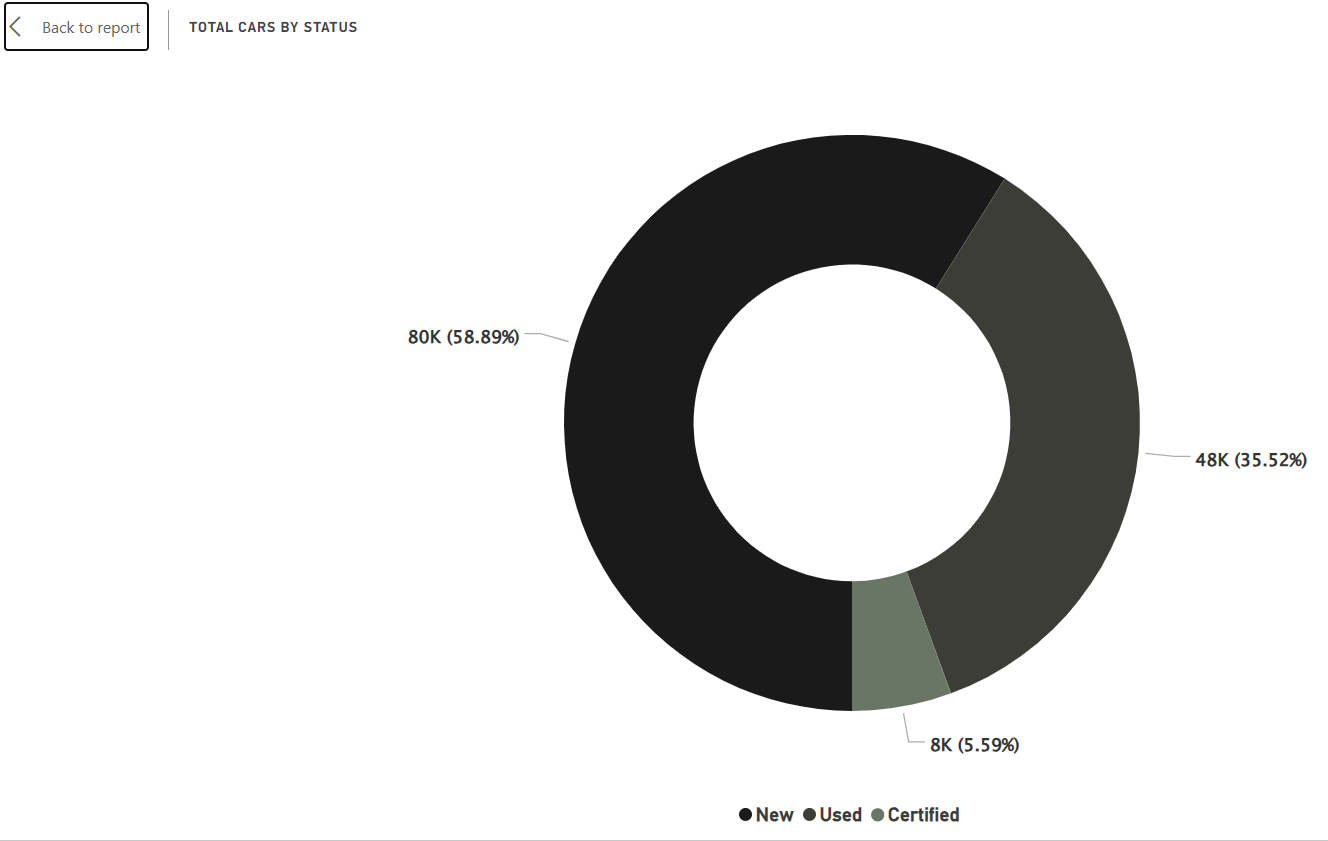 Back to report
TOTAL CARS BY STATUS
80K (58.89%)
48K (35.52%)
8K (5.59%)
New Used Certified